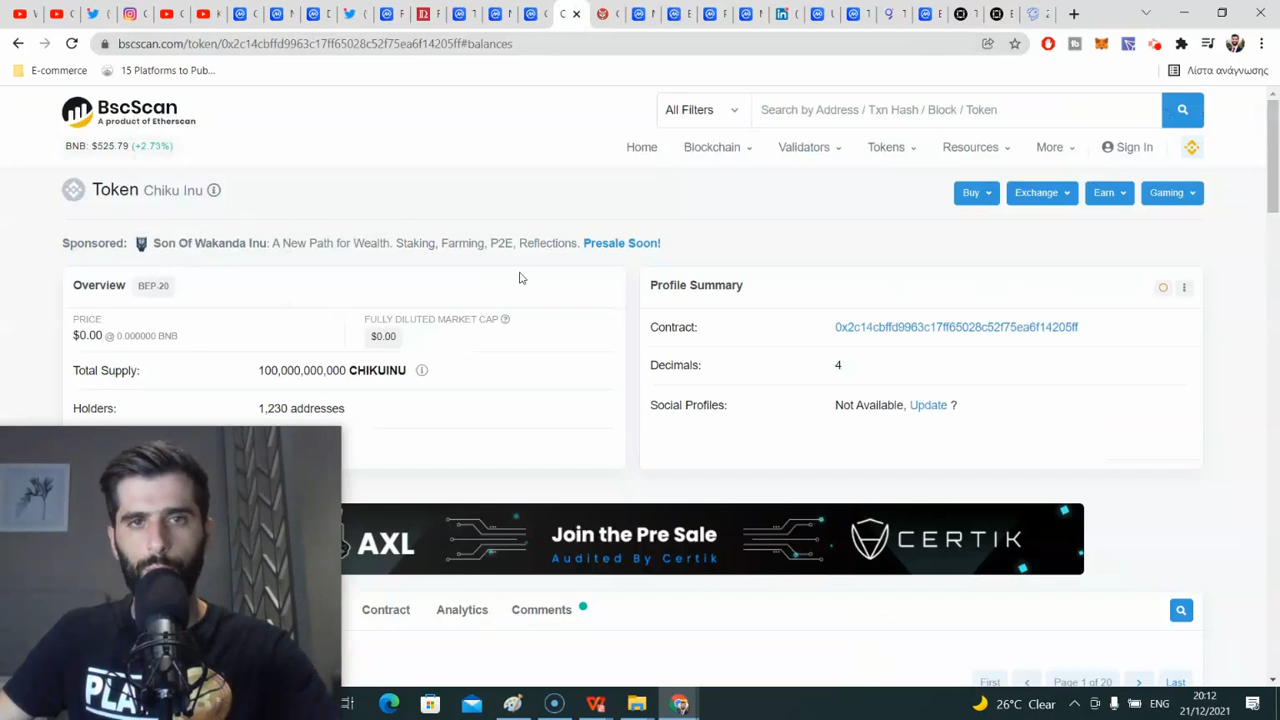 W
T
K
K
C
N
D
T
F
F
T
N
C
C
C
N
E
F
I
C
U
T
T
E
T
E
Z
bscscan.com/token/0x2c14cbffd9963c17ff65028c52f75ea6f14205ff#balances
E-commerce
15 Platforms to Pub...
Λίστα ανάγνωσης
BscScan
A product of Etherscan
All Filters
Search by Address / Txn Hash / Block / Token
BNB: $525.79 (+2.73%)
Home
Blockchain
Validators
Tokens
Resources
More
Sign In
Token Chiku Inu
Buy
Exchange
Earn
Gaming
Sponsored: Son Of Wakanda Inu: A New Path for Wealth. Staking, Farming, P2E, Reflections. Presale Soon!
Overview BEP-20
PRICE
$0.00 @ 0.000000 BNB
FULLY DILUTED MARKET CAP
$0.00
Total Supply: 100,000,000,000 CHIKUINU
Holders: 1,230 addresses
Profile Summary
Contract: 0x2c14cbffd9963c17ff65028c52f75ea6f14205ff
Decimals: 4
Social Profiles: Not Available, Update ?
AXL
Join the Pre Sale
Audited By Certik
CERTIK
Contract
Analytics
Comments
First
Page 1 of 20
Last
26°C Clear
ENG
20:12
21/12/2021